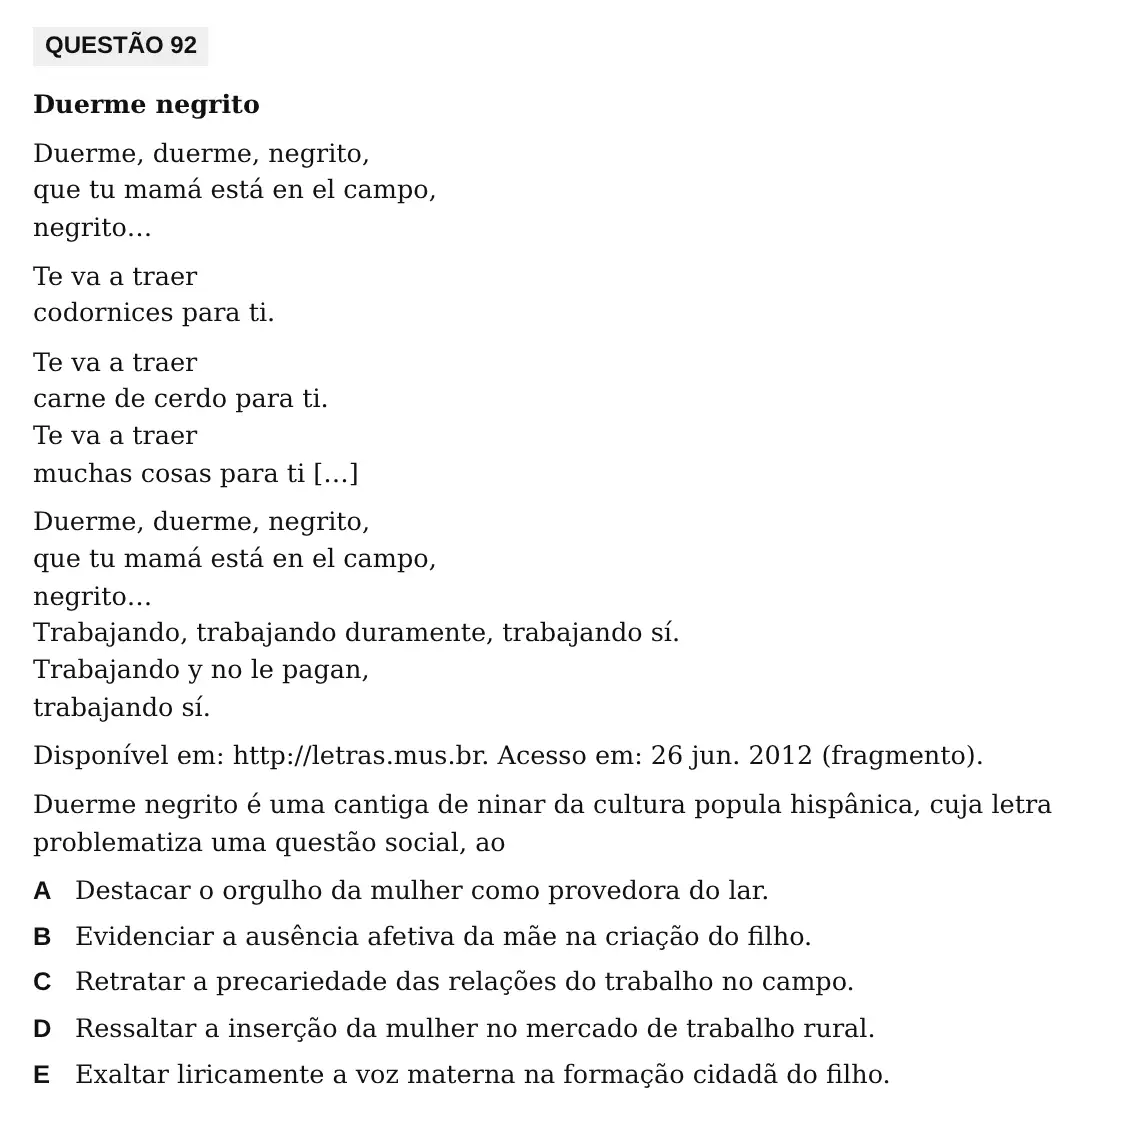 QUESTÃO 92
Duerme negrito
Duerme, duerme, negrito,
que tu mamá está en el campo,
negrito...
Te va a traer
codornices para ti.
Te va a traer
carne de cerdo para ti.
Te va a traer
muchas cosas para ti [...]
Duerme, duerme, negrito,
que tu mamá está en el campo,
negrito...
Trabajando, trabajando duramente, trabajando sí.
Trabajando y no le pagan,
trabajando sí.
Disponível em: http://letras.mus.br. Acesso em: 26 jun. 2012 (fragmento).
Duerme negrito é uma cantiga de ninar da cultura popula hispânica, cuja letra
problematiza uma questão social, ao
A Destacar o orgulho da mulher como provedora do lar.
B Evidenciar a ausência afetiva da mãe na criação do filho.
C Retratar a precariedade das relações do trabalho no campo.
D Ressaltar a inserção da mulher no mercado de trabalho rural.
E Exaltar liricamente a voz materna na formação cidadã do filho.